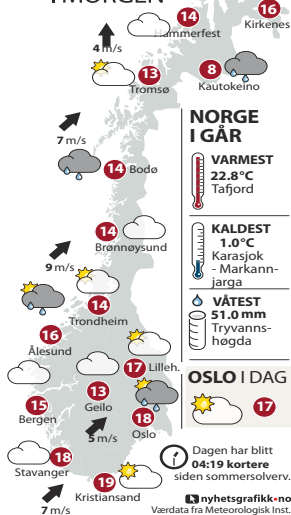 I MORGEN
14
Hammerfest
16
Kirkenes
4 m/s
13
Tromsø
8
Kautokeino
7 m/s
14 Bodø
14
Brønnøysund
9 m/s
14
Trondheim
16
Ålesund
17 Lilleh.
13
Geilo
15
Bergen
18
Oslo
5 m/s
18
Stavanger
19
Kristiansand
7 m/s
NORGE
I GÅR
VARMEST
22.8°C
Tafjord
KALDEST
1.0°C
Karasjok
- Markann-
jarga
VÅTEST
51.0 mm
Tryvanns-
høgda
OSLO I DAG
17
Dagen har blitt
04:19 kortere
siden sommersolverv.
nyhetsgrafikk•no
Værdata fra Meteorologisk Inst.